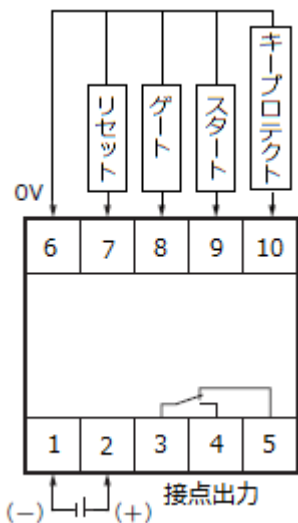 リセット
ゲート
スタート
キープロテクト
0V
6 7 8 9 10
1 2 3 4 5
(−) (+) 接点出力